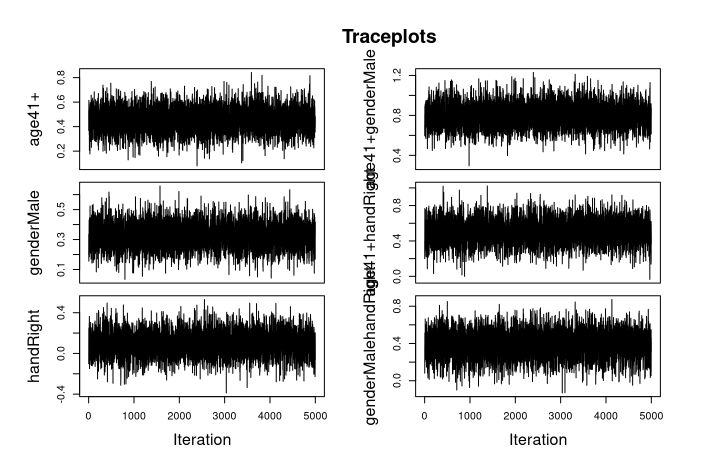 Traceplots
age41+
0.2 0.4 0.6 0.8
age41+genderMale
0.4 0.8 1.2
genderMale
0.1 0.3 0.5
age41+handRight
0.0 0.4 0.8
handRight
-0.4 0.0 0.4
0 1000 2000 3000 4000 5000
Iteration
genderMalehandRight
0.0 0.4 0.8
0 1000 2000 3000 4000 5000
Iteration